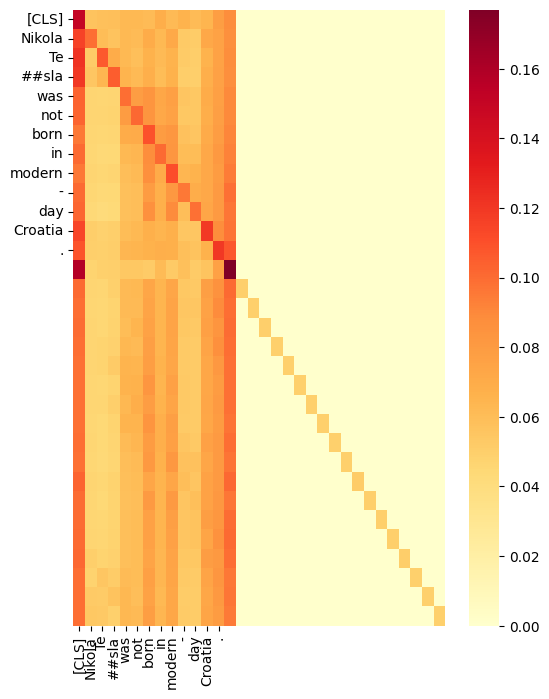 [CLS]
Nikola
Te
##sla
was
not
born
in
modern
-
day
Croatia
.
0.16
0.14
0.12
0.10
0.08
0.06
0.04
0.02
0.00
[CLS]
Nikola
Te
##sla
was
not
born
in
modern
-
day
Croatia
.